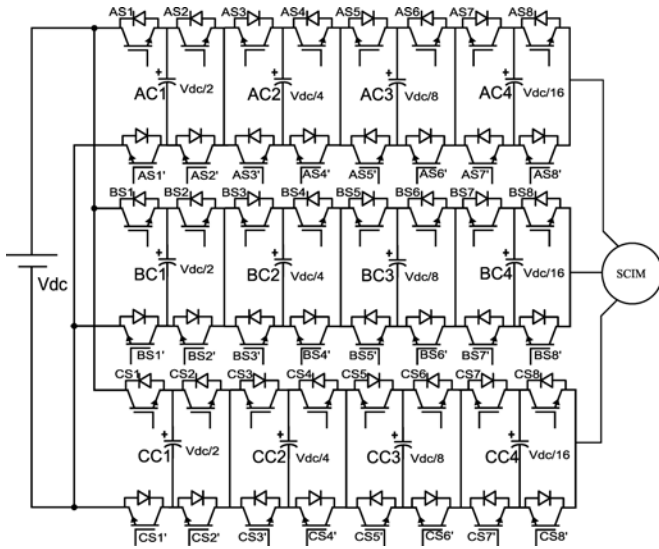 AS1 AS2 AS3 AS4 AS5 AS6 AS7 AS8
+ + + +
AC1 Vdc/2 AC2 Vdc/4 AC3 Vdc/8 AC4 Vdc/16
AS1' AS2' AS3' AS4' AS5' AS6' AS7' AS8'
BS1 BS2 BS3 BS4 BS5 BS6 BS7 BS8
+ + + +
BC1 Vdc/2 BC2 Vdc/4 BC3 Vdc/8 BC4 Vdc/16
Vdc
SCIM
BS1' BS2' BS3' BS4' BS5' BS6' BS7' BS8'
CS1 CS2 CS3 CS4 CS5 CS6 CS7 CS8
+ + + +
CC1 Vdc/2 CC2 Vdc/4 CC3 Vdc/8 CC4 Vdc/16
CS1' CS2' CS3' CS4' CS5' CS6' CS7' CS8'